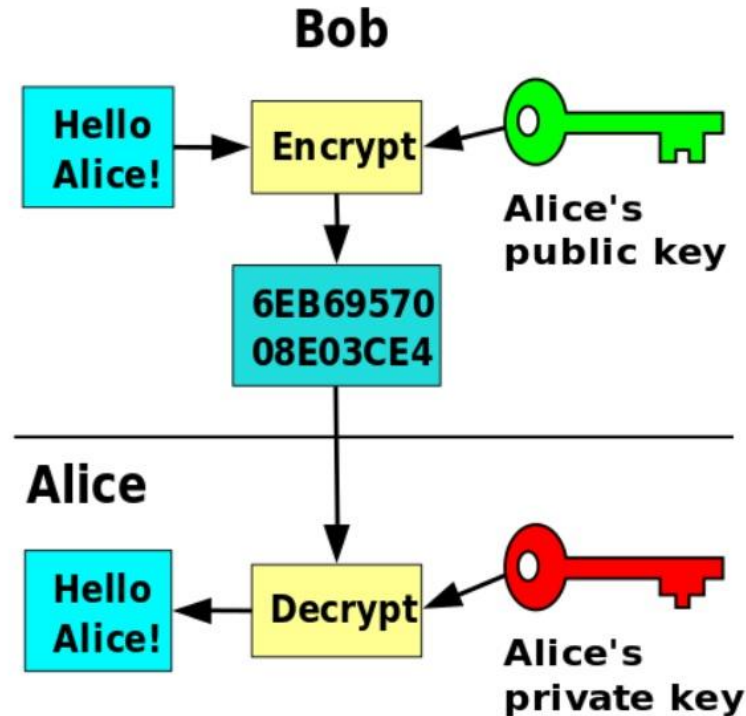 Bob
Hello
Alice!
Encrypt
Alice's
public key
6EB69570
08E03CE4
Alice
Hello
Alice!
Decrypt
Alice's
private key